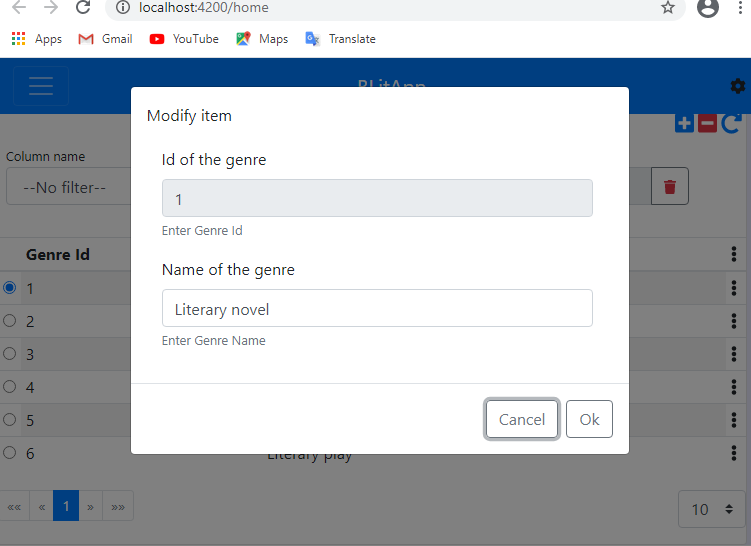 localhost:4200/home
Apps Gmail YouTube Maps Translate
BLitApp
Modify item
Column name
--No filter--
Id of the genre
1
Enter Genre Id
Name of the genre
Literary novel
Enter Genre Name
Cancel Ok
Genre Id
1
2
3
4
5
6 Literary play
«« « 1 » »» 10